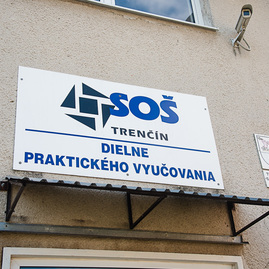 SOŠ
TRENČÍN
DIELNE
PRAKTICKÉHO VYUČOVANIA